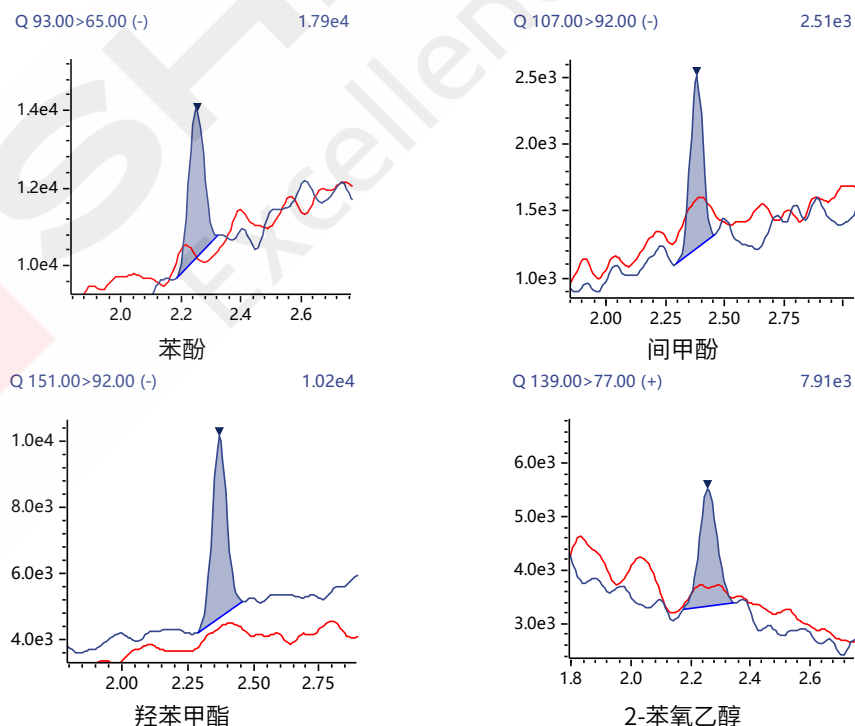 Q 93.00>65.00 (-) 1.79e4
1.4e4
1.2e4
1.0e4
2.0 2.2 2.4 2.6
苯酚
Q 107.00>92.00 (-) 2.51e3
2.5e3
2.0e3
1.5e3
1.0e3
2.00 2.25 2.50 2.75
间甲酚
Q 151.00>92.00 (-) 1.02e4
1.0e4
8.0e3
6.0e3
4.0e3
2.00 2.25 2.50 2.75
羟苯甲酯
Q 139.00>77.00 (+) 7.91e3
6.0e3
5.0e3
4.0e3
3.0e3
1.8 2.0 2.2 2.4 2.6
2-苯氧乙醇
Excellence